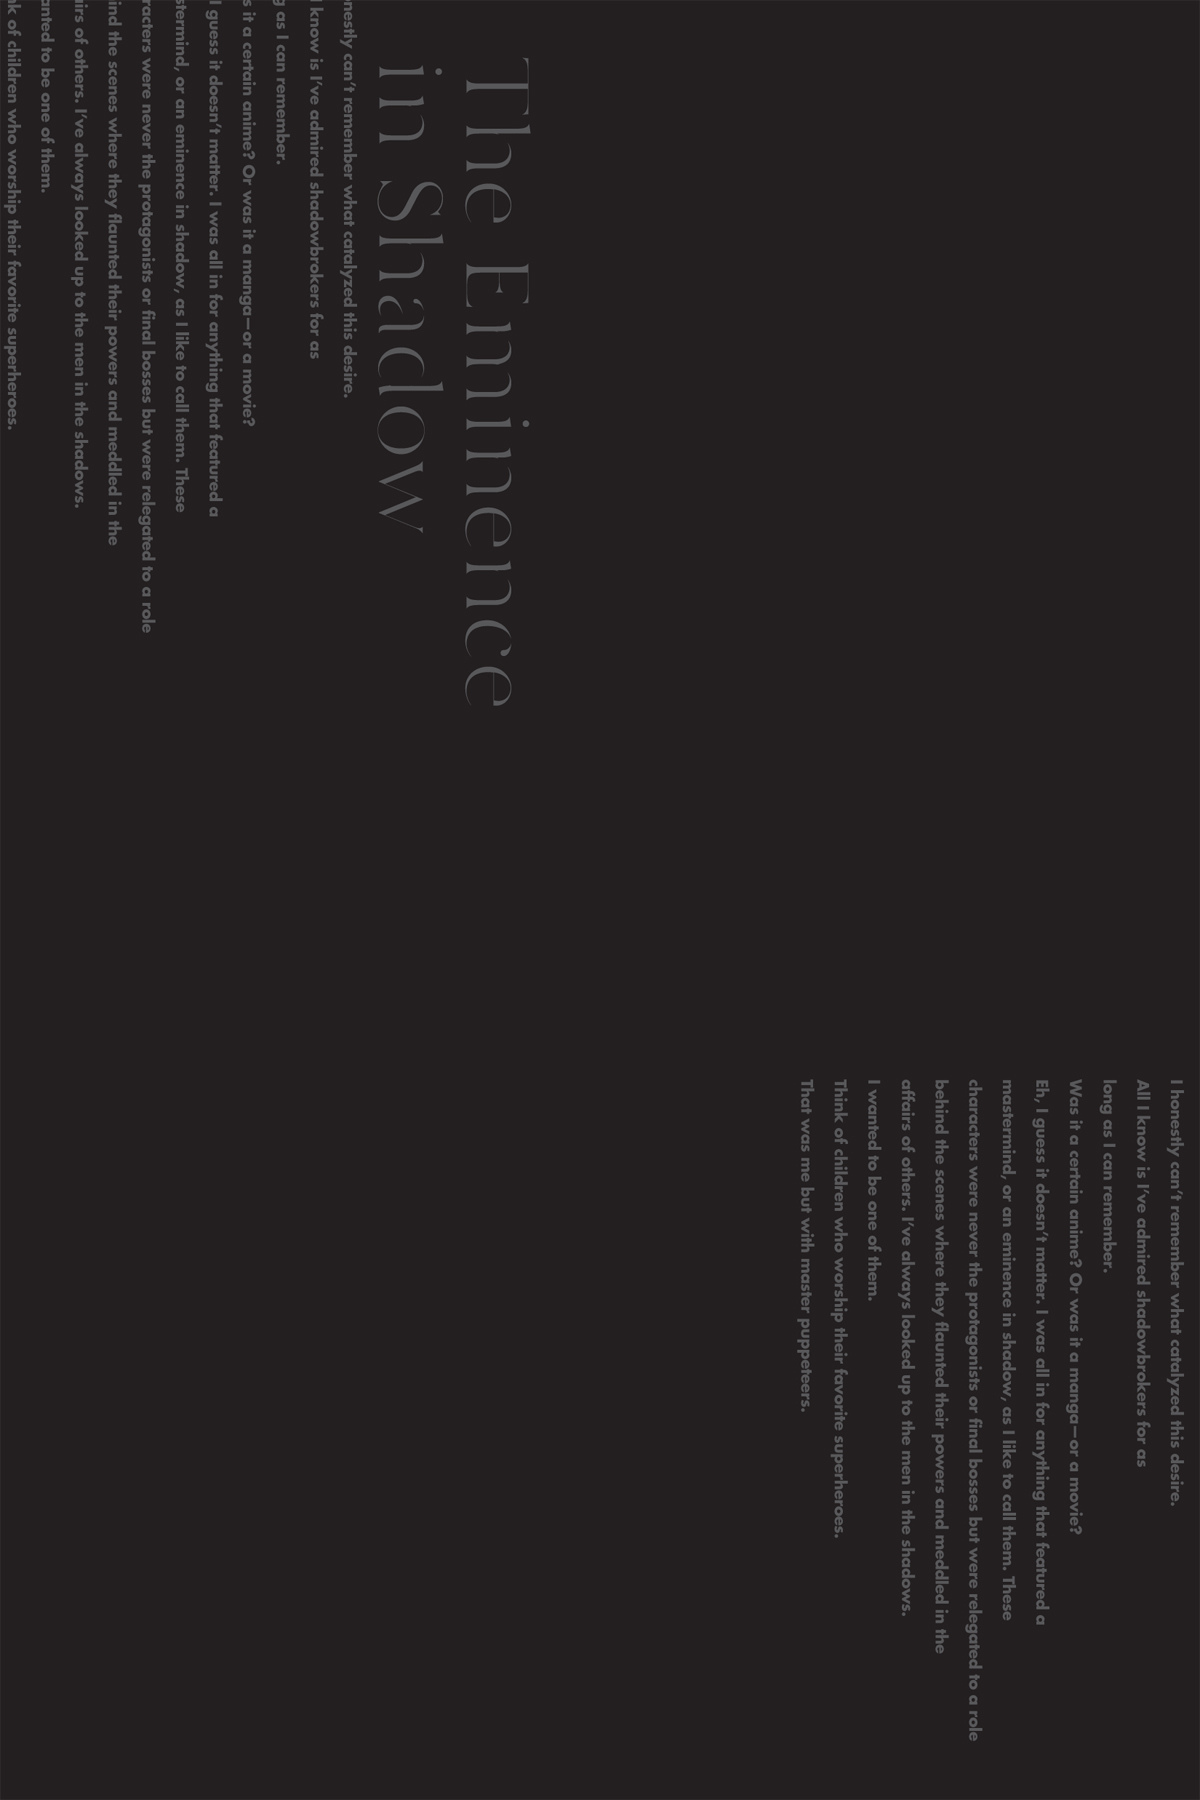 I honestly can't remember what catalyzed this desire.
All I know is I've admired shadowbrokers for as
long as I can remember.
Was it a certain anime? Or was it a manga—or a movie?
Eh, I guess it doesn't matter. I was all in for anything that featured a
mastermind, or an eminence in shadow, as I like to call them. These
characters were never the protagonists or final bosses but were relegated to a role
behind the scenes where they flaunted their powers and meddled in the
affairs of others. I've always looked up to the men in the shadows.
I wanted to be one of them.
Think of children who worship their favorite superheroes.
That was me but with master puppeteers.
The Eminence
in Shadow
nestly can't remember what catalyzed this desire.
I know is I've admired shadowbrokers for as
g as I can remember.
s it a certain anime? Or was it a manga—or a movie?
I guess it doesn't matter. I was all in for anything that featured a
stermind, or an eminence in shadow, as I like to call them. These
racters were never the protagonists or final bosses but were relegated to a role
ind the scenes where they flaunted their powers and meddled in the
irs of others. I've always looked up to the men in the shadows.
anted to be one of them.
nk of children who worship their favorite superheroes.